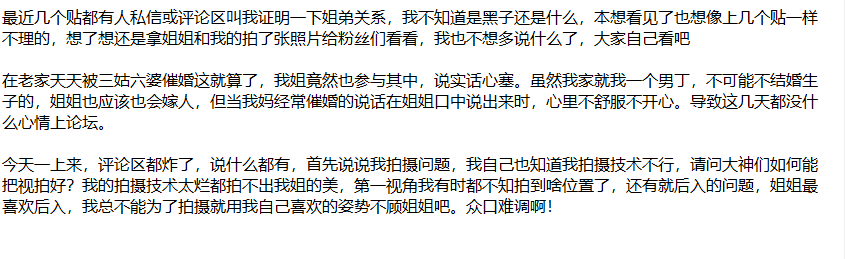 最近几个贴都有人私信或评论区叫我证明一下姐弟关系，我不知道是黑子还是什么，本想看见了也想像上几个贴一样
不理的，想了想还是拿姐姐和我的拍了张照片给粉丝们看看，我也不想多说什么了，大家自己看吧
在老家天天被三姑六婆催婚这就算了，我姐竟然也参与其中，说实话心塞。虽然我家就我一个男丁，不可能不结婚生
子的，姐姐也应该也会嫁人，但当我妈经常催婚的说话在姐姐口中说出来时，心里不舒服不开心。导致这几天都没什
么心情上论坛。
今天一上来，评论区都炸了，说什么都有，首先说说我拍摄问题，我自己也知道我拍摄技术不行，请问大神们如何能
把视拍好？我的拍摄技术太烂都拍不出我姐的美，第一视角我有时都不知拍到啥位置了，还有就后入的问题，姐姐最
喜欢后入，我总不能为了拍摄就用我自己喜欢的姿势不顾姐姐吧。众口难调啊！